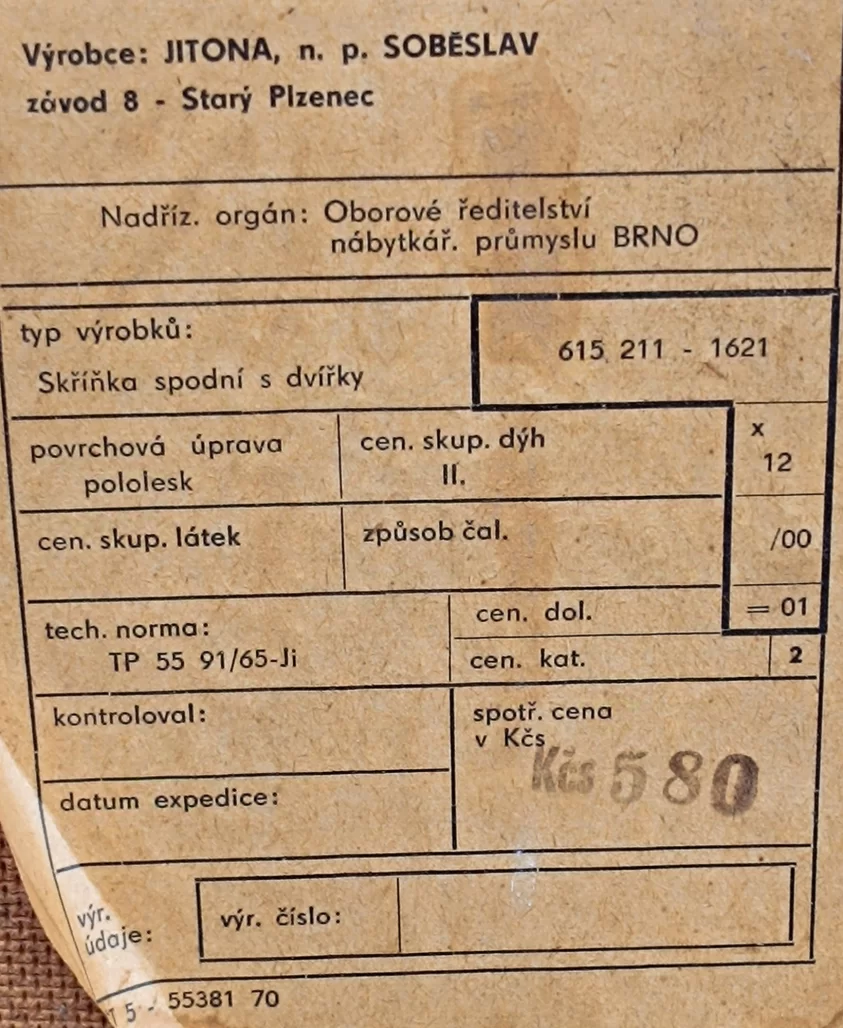 Výrobce: JITONA, n. p. SOBĚSLAV
závod 8 - Starý Plzenec
Nadříz. orgán: Oborové ředitelství
nábytkář. průmyslu BRNO
typ výrobků:
Skříňka spodní s dvířky
615 211 - 1621
povrchová úprava
pololesk
cen. skup. dýh
II.
x
12
cen. skup. látek
způsob čal.
/00
tech. norma:
TP 55 91/65-Ji
cen. dol.
= 01
cen. kat.
2
kontroloval:
spotř. cena
v Kčs
Kčs 580
datum expedice:
výr.
údaje:
výr. číslo:
5 - 55381 70